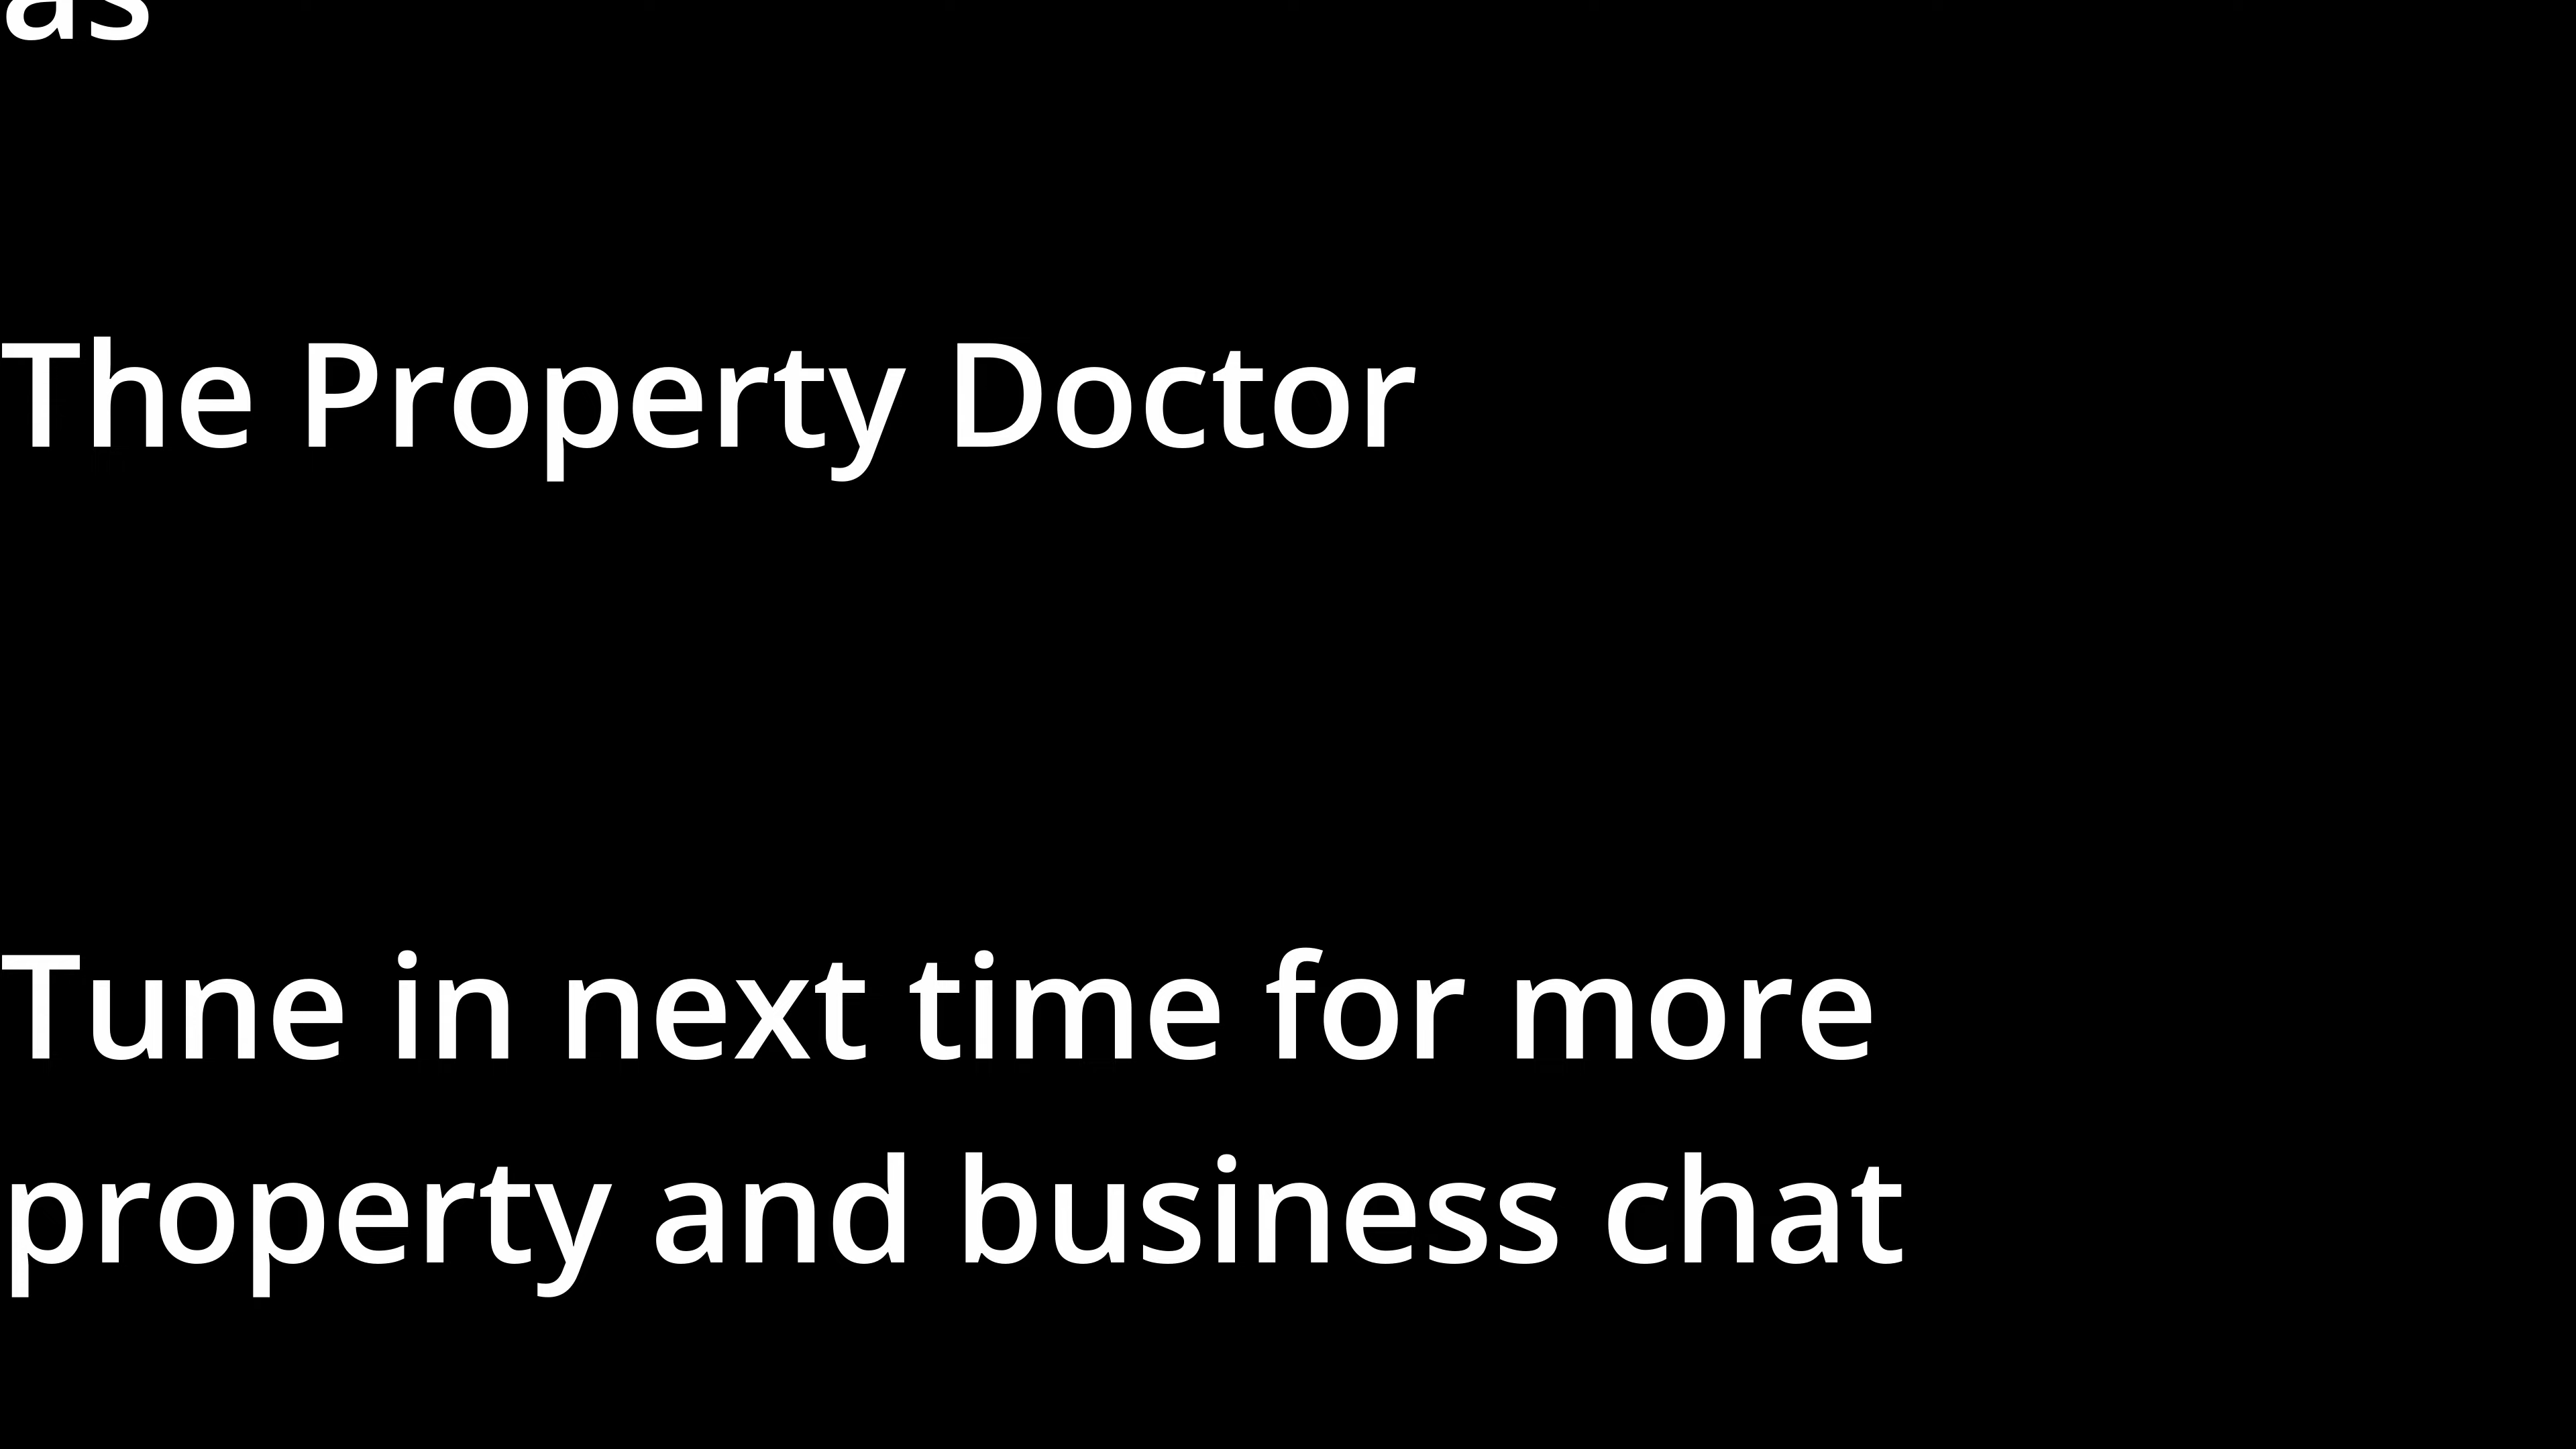 as
The Property Doctor
Tune in next time for more
property and business chat